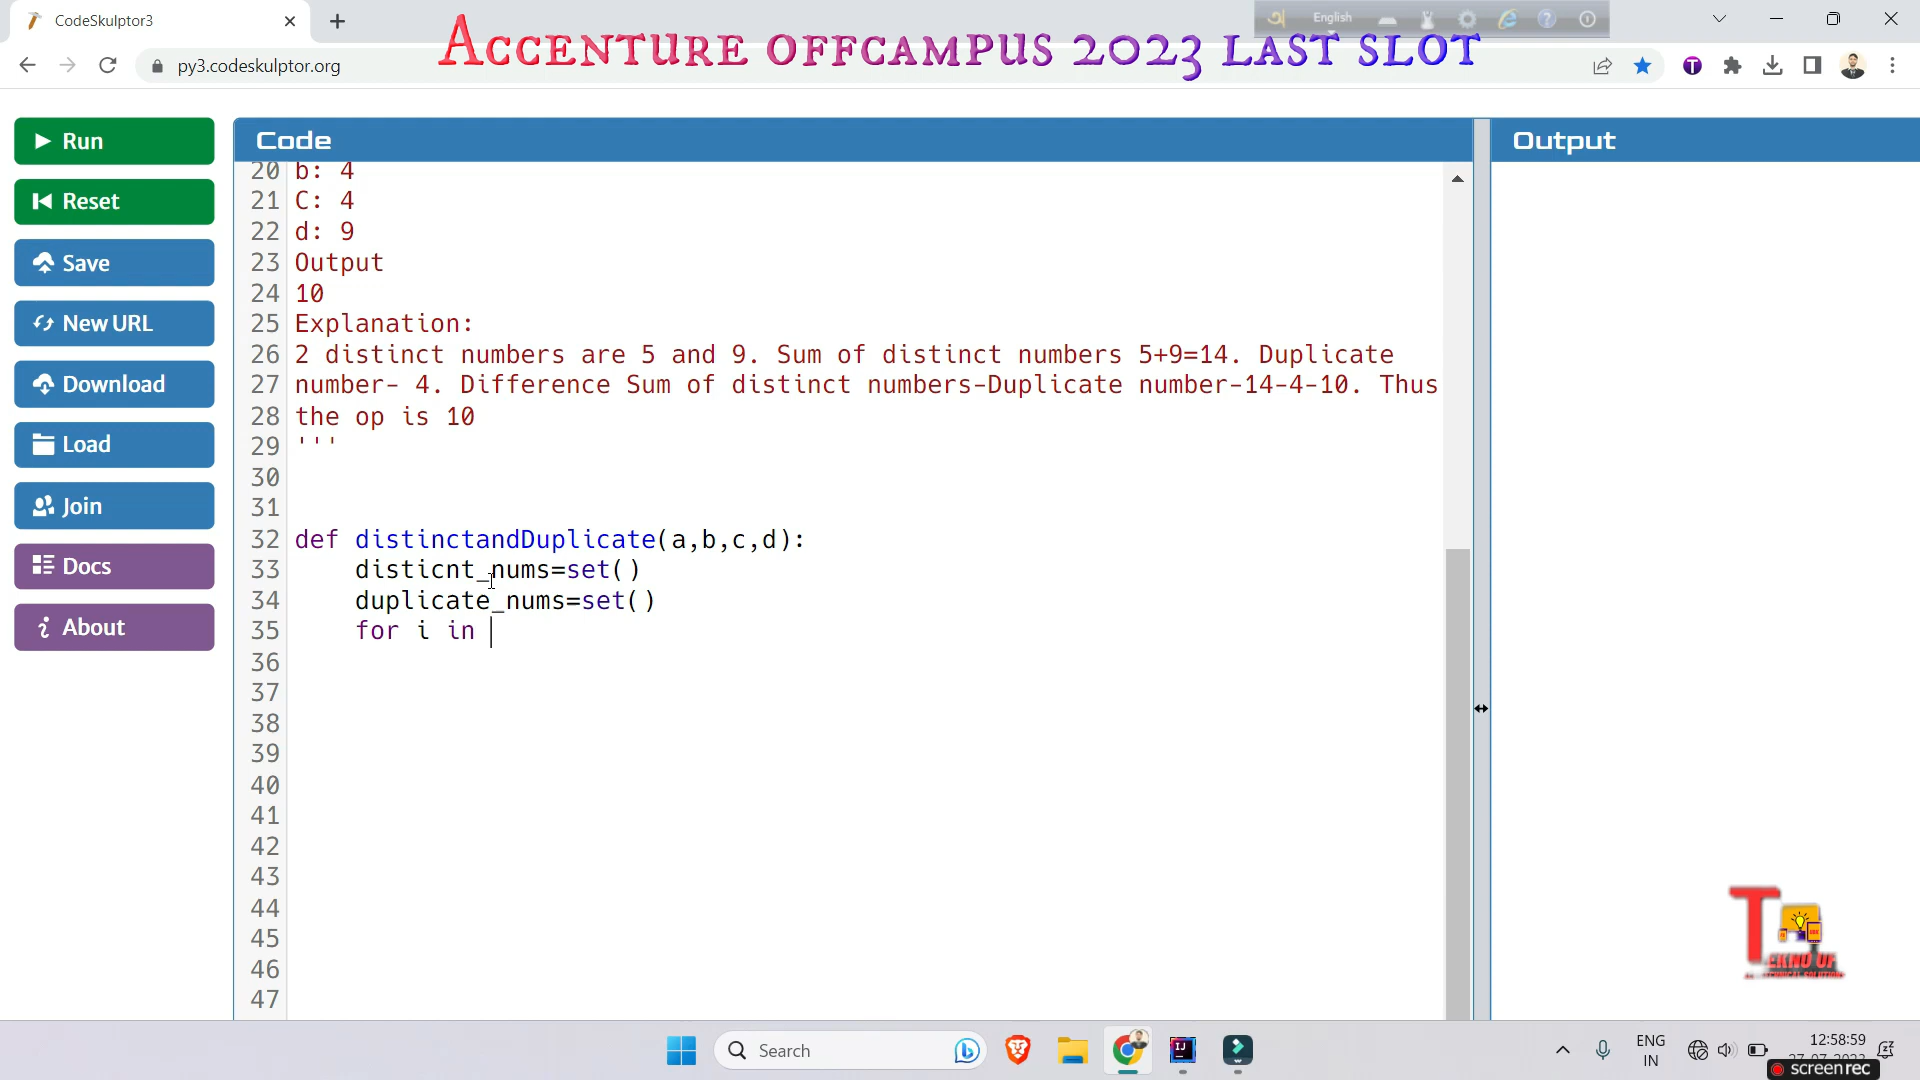 CodeSkulptor3
English
py3.codeskulptor.org
Accenture offcampus 2023 last slot
Run
Reset
Save
New URL
Download
Load
Join
Docs
About
Code
Output
20 b: 4
21 C: 4
22 d: 9
23 Output
24 10
25 Explanation:
26 2 distinct numbers are 5 and 9. Sum of distinct numbers 5+9=14. Duplicate
27 number- 4. Difference Sum of distinct numbers-Duplicate number-14-4-10. Thus
28 the op is 10
29 '''
30
31
32 def distinctandDuplicate(a,b,c,d):
33 disticnt_nums=set()
34 duplicate_nums=set()
35 for i in
36
37
38
39
40
41
42
43
44
45
46
47
Search
ENG
IN
12:58:59
27-07-2023
screenrec